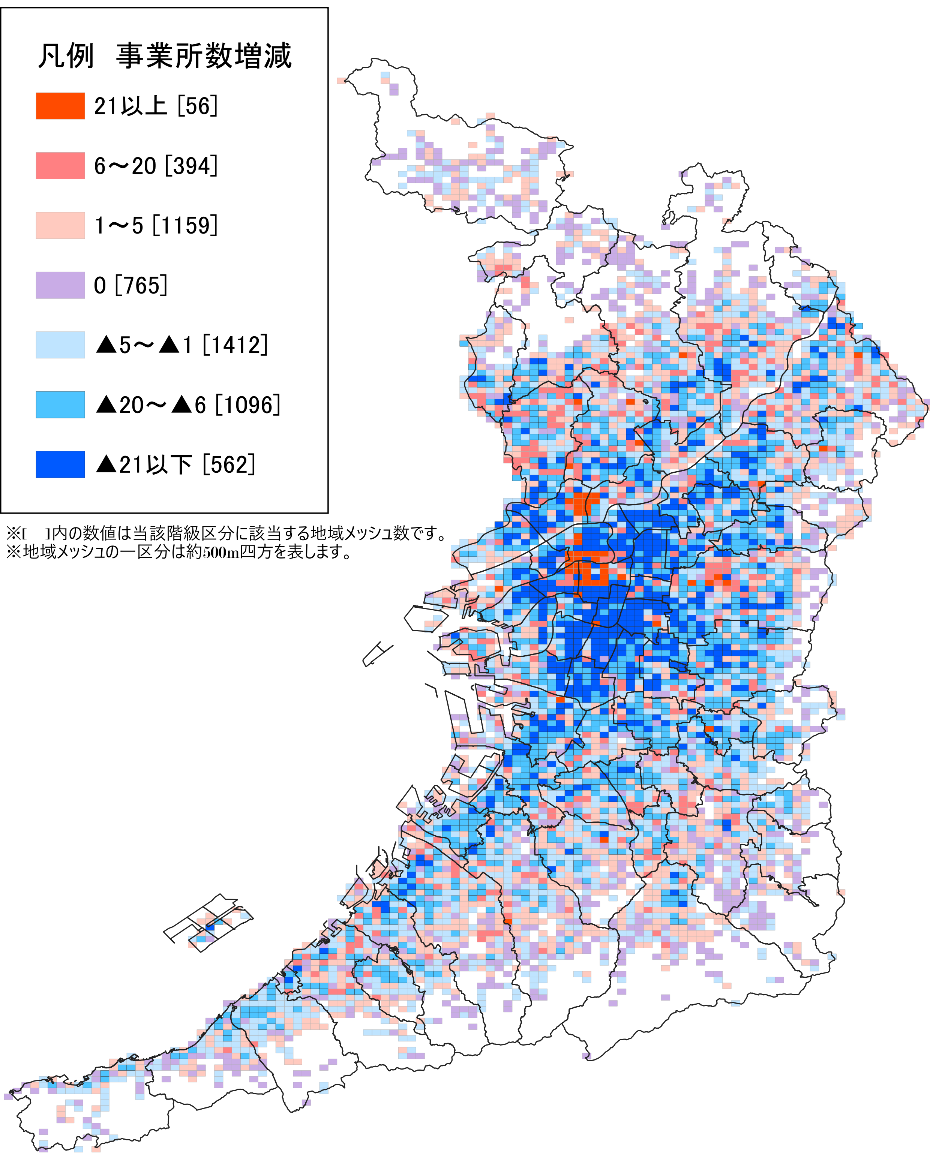 凡例 事業所数増減
21以上 [56]
6～20 [394]
1～5 [1159]
0 [765]
▲5～▲1 [1412]
▲20～▲6 [1096]
▲21以下 [562]
※[ ]内の数値は当該階級区分に該当する地域メッシュ数です。
※地域メッシュの一区分は約500m四方を表します。